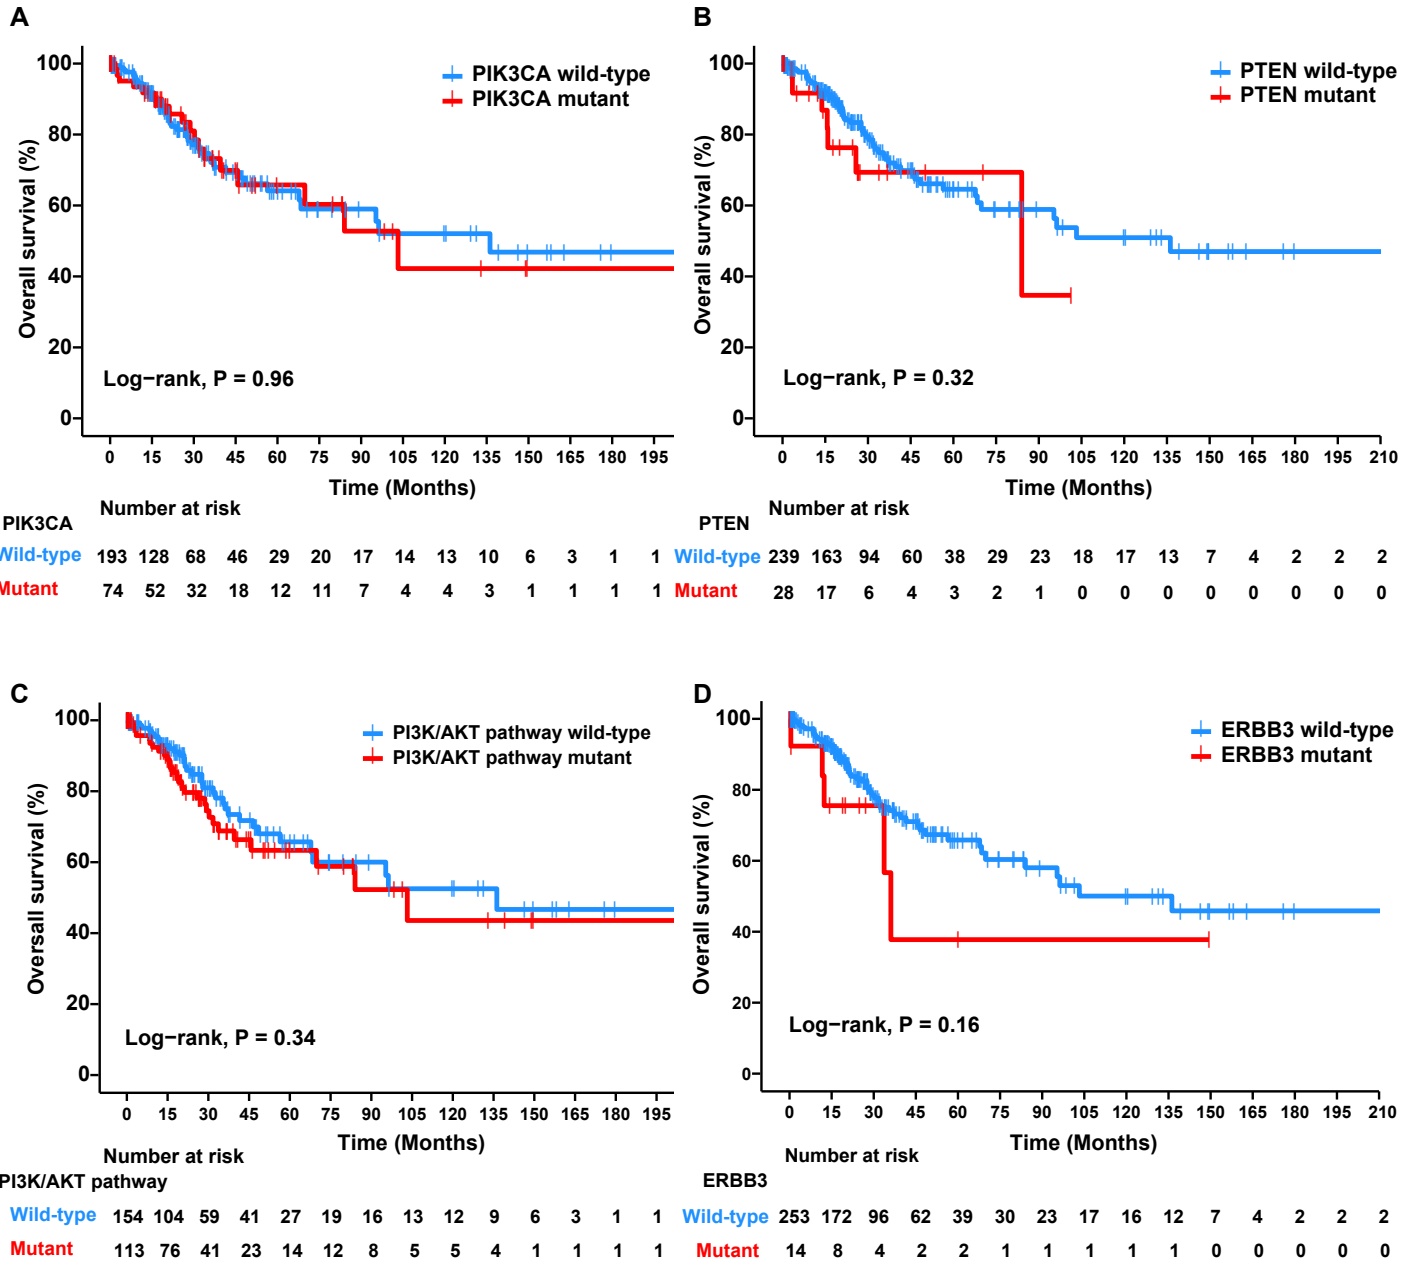 A
PIK3CA wild-type
PIK3CA mutant
Overall survival (%)
100
80
60
40
20
0
Log−rank, P = 0.96
0 15 30 45 60 75 90 105 120 135 150 165 180 195
Time (Months)
Number at risk
PIK3CA
Wild-type 193 128 68 46 29 20 17 14 13 10 6 3 1 1
Mutant 74 52 32 18 12 11 7 4 4 3 1 1 1 1
B
PTEN wild-type
PTEN mutant
Overall survival (%)
100
80
60
40
20
0
Log−rank, P = 0.32
0 15 30 45 60 75 90 105 120 135 150 165 180 195 210
Time (Months)
Number at risk
PTEN
Wild-type 239 163 94 60 38 29 23 18 17 13 7 4 2 2 2
Mutant 28 17 6 4 3 2 1 0 0 0 0 0 0 0 0
C
PI3K/AKT pathway wild-type
PI3K/AKT pathway mutant
Oversall survival (%)
100
80
60
40
20
0
Log−rank, P = 0.34
0 15 30 45 60 75 90 105 120 135 150 165 180 195
Time (Months)
Number at risk
PI3K/AKT pathway
Wild-type 154 104 59 41 27 19 16 13 12 9 6 3 1 1
Mutant 113 76 41 23 14 12 8 5 5 4 1 1 1 1
D
ERBB3 wild-type
ERBB3 mutant
Overall survival (%)
100
80
60
40
20
0
Log−rank, P = 0.16
0 15 30 45 60 75 90 105 120 135 150 165 180 195 210
Time (Months)
Number at risk
ERBB3
Wild-type 253 172 96 62 39 30 23 17 16 12 7 4 2 2 2
Mutant 14 8 4 2 2 1 1 1 1 1 0 0 0 0 0